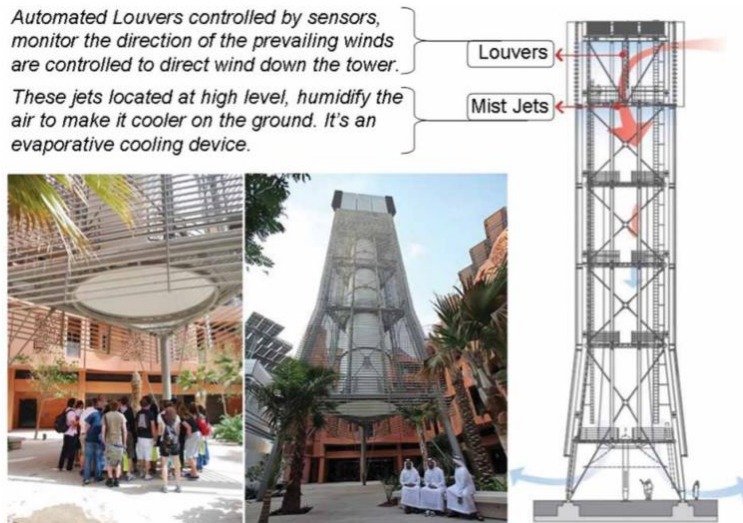 Automated Louvers controlled by sensors,
monitor the direction of the prevailing winds
are controlled to direct wind down the tower.
Louvers
These jets located at high level, humidify the
air to make it cooler on the ground. It's an
evaporative cooling device.
Mist Jets